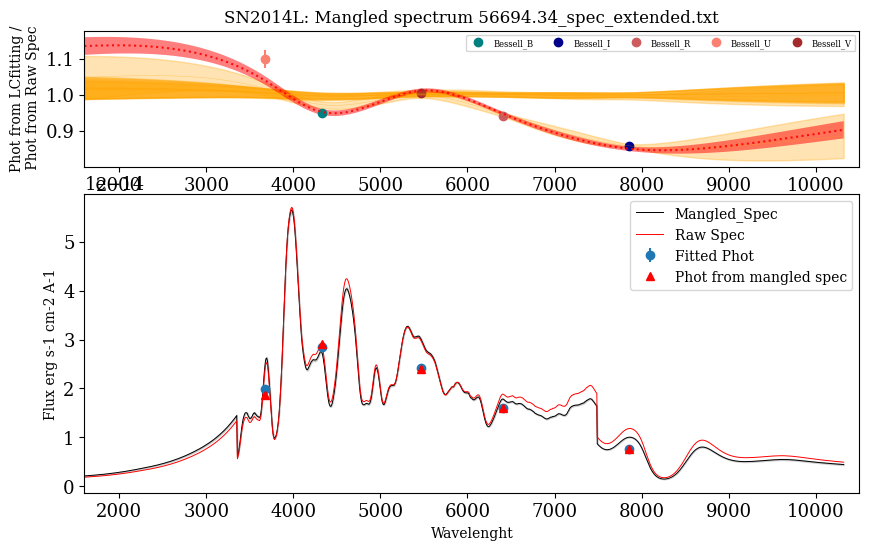 SN2014L: Mangled spectrum 56694.34_spec_extended.txt
Phot from LCfitting /
Phot from Raw Spec
1.1
1.0
0.9
Bessell_B
Bessell_I
Bessell_R
Bessell_U
Bessell_V
2000 3000 4000 5000 6000 7000 8000 9000 10000
1e−14
Flux erg s-1 cm-2 A-1
5
4
3
2
1
0
Mangled_Spec
Raw Spec
Fitted Phot
Phot from mangled spec
2000 3000 4000 5000 6000 7000 8000 9000 10000
Wavelenght